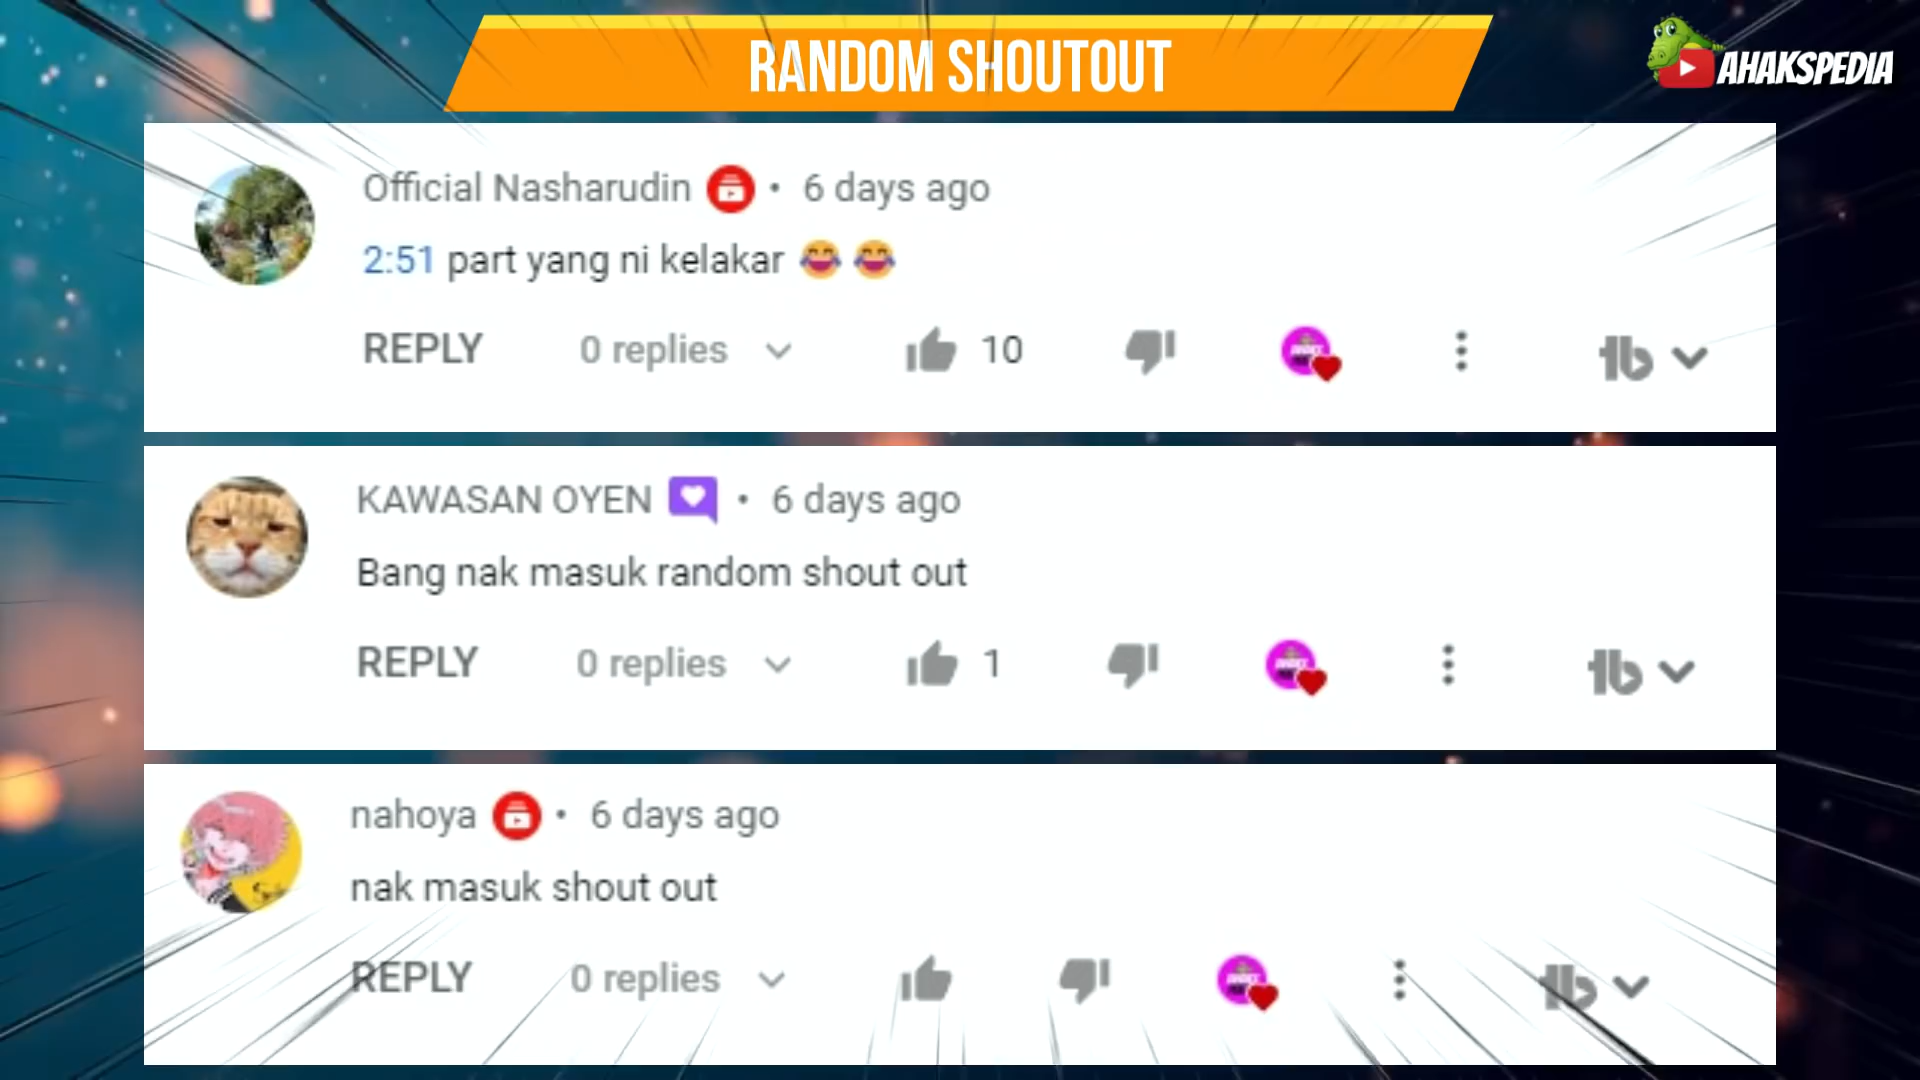 RANDOM SHOUTOUT
AHAKSPEDIA
Official Nasharudin • 6 days ago
2:51 part yang ni kelakar 😂 😂
REPLY 0 replies 10
KAWASAN OYEN • 6 days ago
Bang nak masuk random shout out
REPLY 0 replies 1
nahoya • 6 days ago
nak masuk shout out
REPLY 0 replies